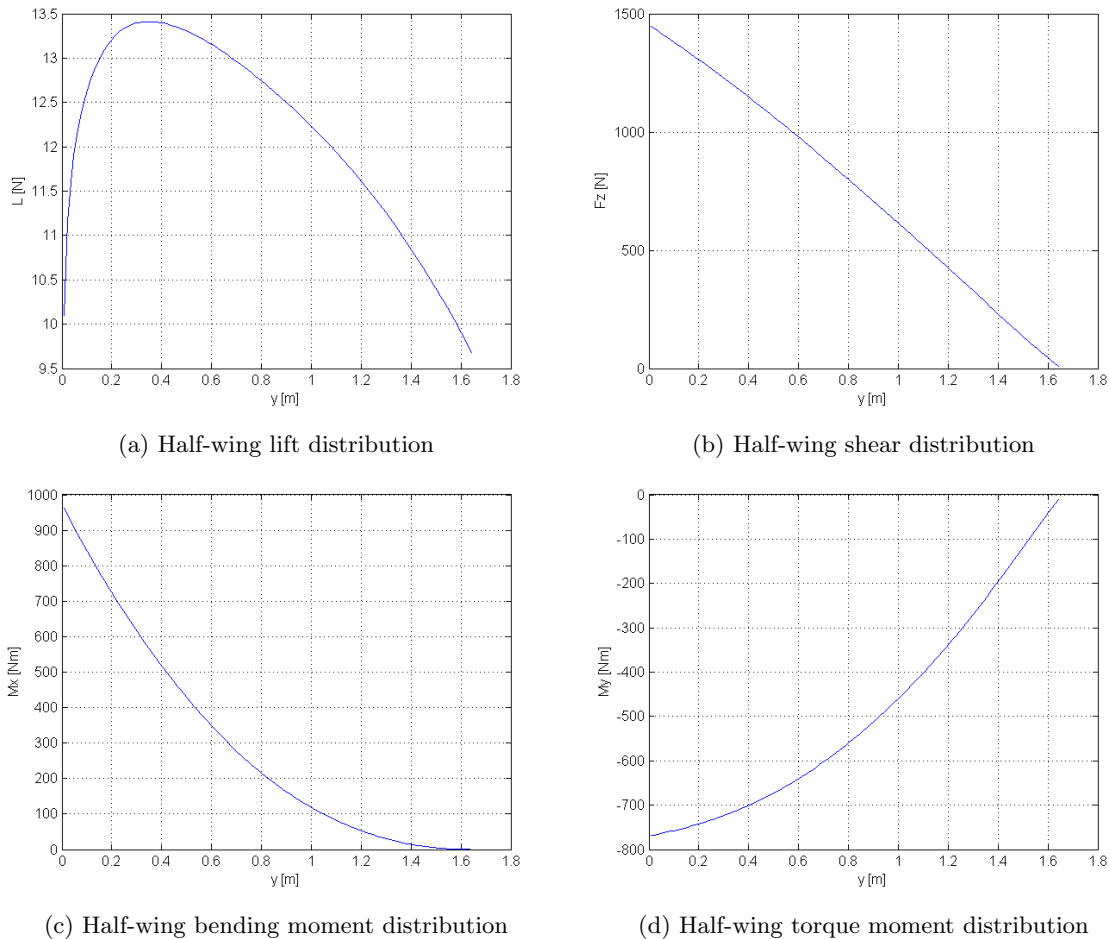 13.5
13
12.5
12
11.5
11
10.5
10
9.5
L [N]
0 0.2 0.4 0.6 0.8 1 1.2 1.4 1.6 1.8
y [m]
(a) Half-wing lift distribution
1500
1000
500
0
Fz [N]
0 0.2 0.4 0.6 0.8 1 1.2 1.4 1.6 1.8
y [m]
(b) Half-wing shear distribution
1000
900
800
700
600
500
400
300
200
100
0
Mx [Nm]
0 0.2 0.4 0.6 0.8 1 1.2 1.4 1.6 1.8
y [m]
(c) Half-wing bending moment distribution
0
-100
-200
-300
-400
-500
-600
-700
-800
My [Nm]
0 0.2 0.4 0.6 0.8 1 1.2 1.4 1.6 1.8
y [m]
(d) Half-wing torque moment distribution